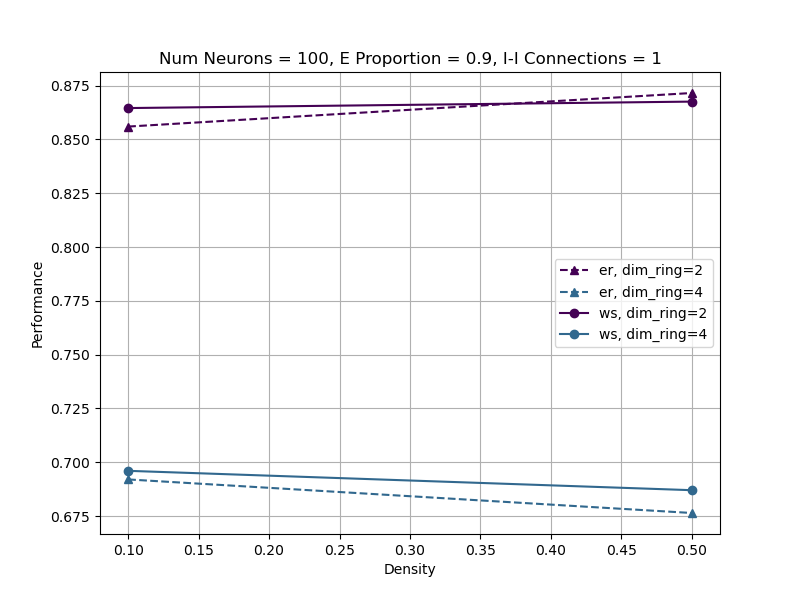 Num Neurons = 100, E Proportion = 0.9, I-I Connections = 1
0.875
0.850
0.825
0.800
0.775
0.750
0.725
0.700
0.675
Performance
er, dim_ring=2
er, dim_ring=4
ws, dim_ring=2
ws, dim_ring=4
0.10 0.15 0.20 0.25 0.30 0.35 0.40 0.45 0.50
Density